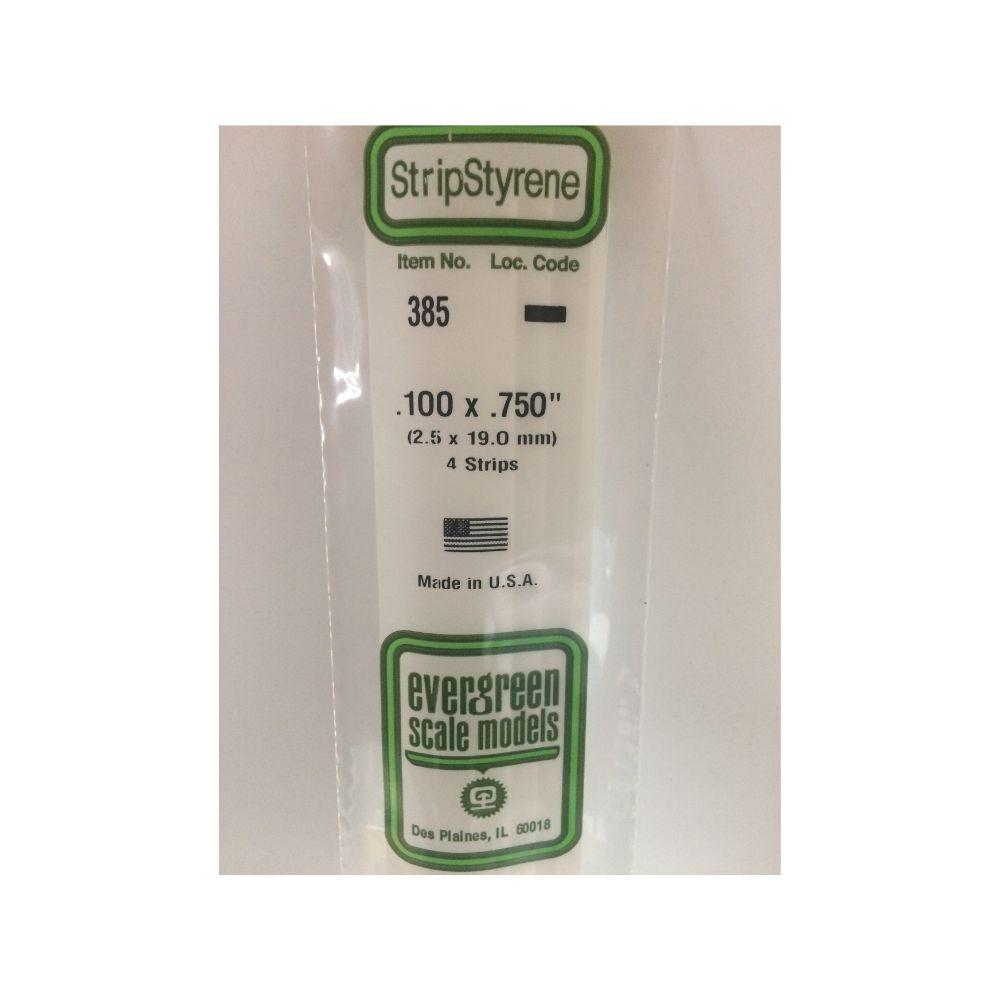 StripStyrene
Item No. Loc. Code
385
.100 x .750"
(2.5 x 19.0 mm)
4 Strips
Made in U.S.A.
evergreen
scale models
Des Plaines, IL 60018